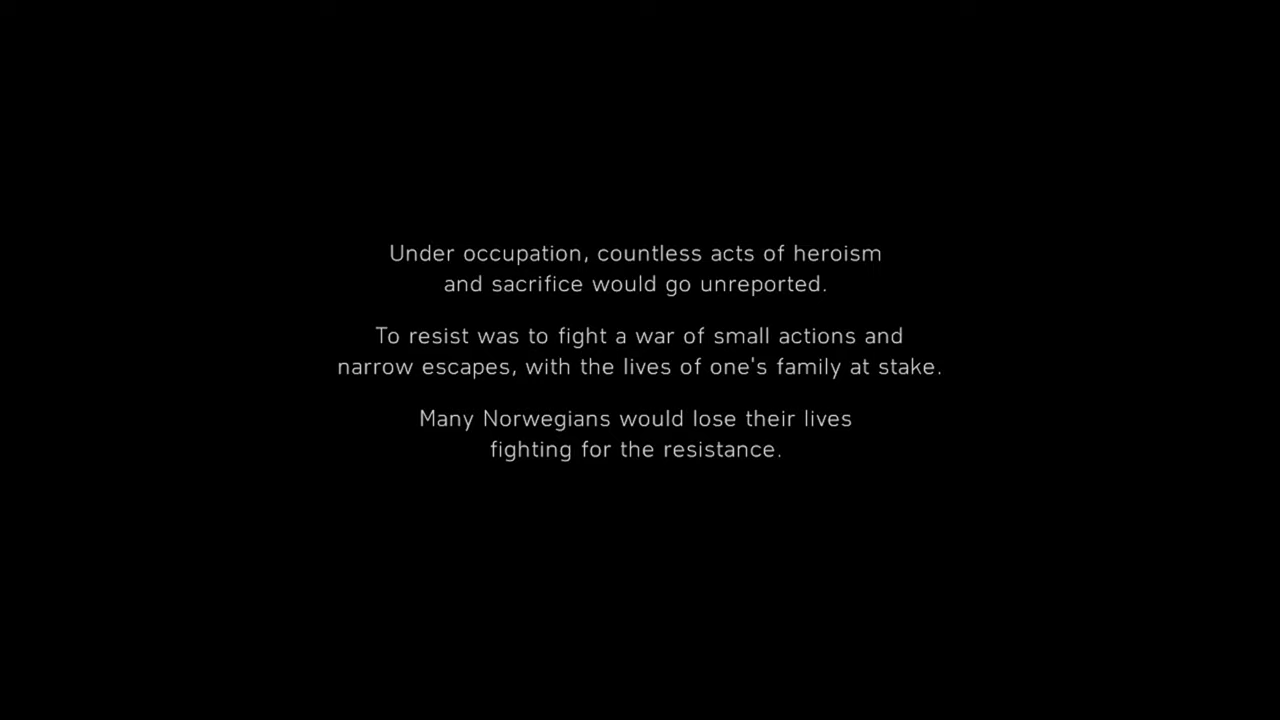 Under occupation, countless acts of heroism
and sacrifice would go unreported.
To resist was to fight a war of small actions and
narrow escapes, with the lives of one's family at stake.
Many Norwegians would lose their lives
fighting for the resistance.